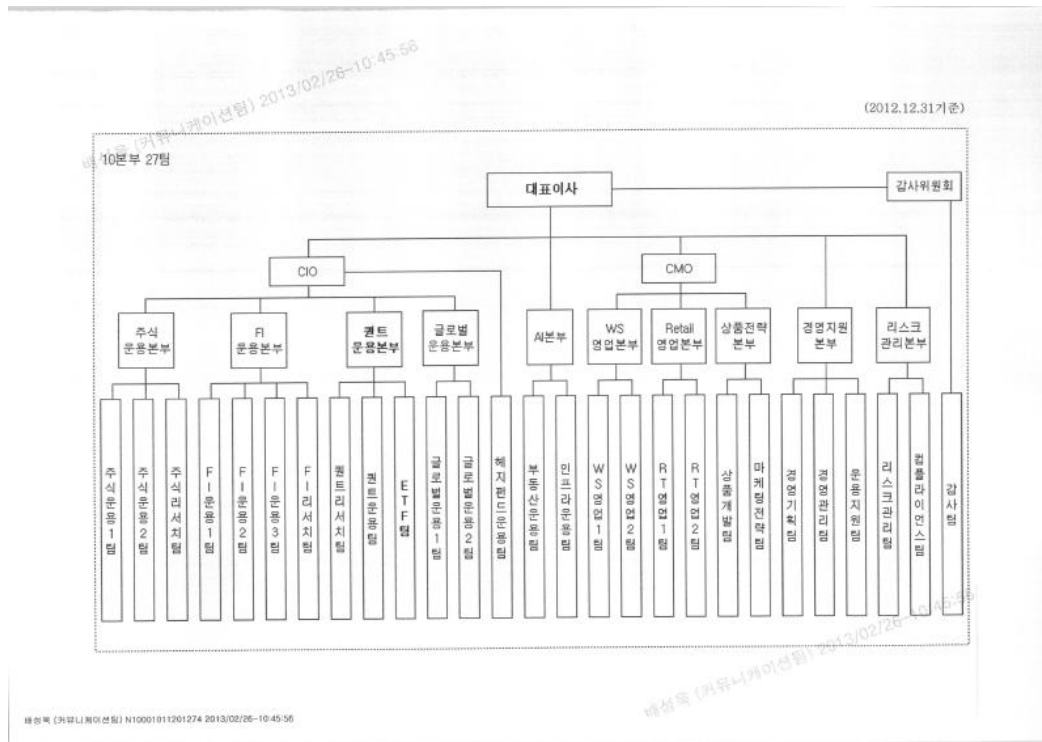 배성욱 (커뮤니케이션팀) 2013/02/26-10:45:56
(2012.12.31기준)
10본부 27팀
대표이사
감사위원회
CIO
CMO
주식
운용본부
FI
운용본부
퀀트
운용본부
글로벌
운용본부
AI본부
WS
영업본부
Retail
영업본부
상품전략
본부
경영지원
본부
리스크
관리본부
주식운용1팀
주식운용2팀
주식리서치팀
FI운용1팀
FI운용2팀
FI운용3팀
FI리서치팀
퀀트리서치팀
퀀트운용팀
ETF팀
글로벌운용1팀
글로벌운용2팀
헤지펀드운용팀
부동산운용팀
인프라운용팀
WS영업1팀
WS영업2팀
RT영업1팀
RT영업2팀
상품개발팀
마케팅전략팀
경영기획팀
경영관리팀
운용지원팀
리스크관리팀
컴플라이언스팀
감사팀
배성욱 (커뮤니케이션팀) 2013/02/26-10:45:56
배성욱 (커뮤니케이션팀) N10001011201274 2013/02/26-10:45:56